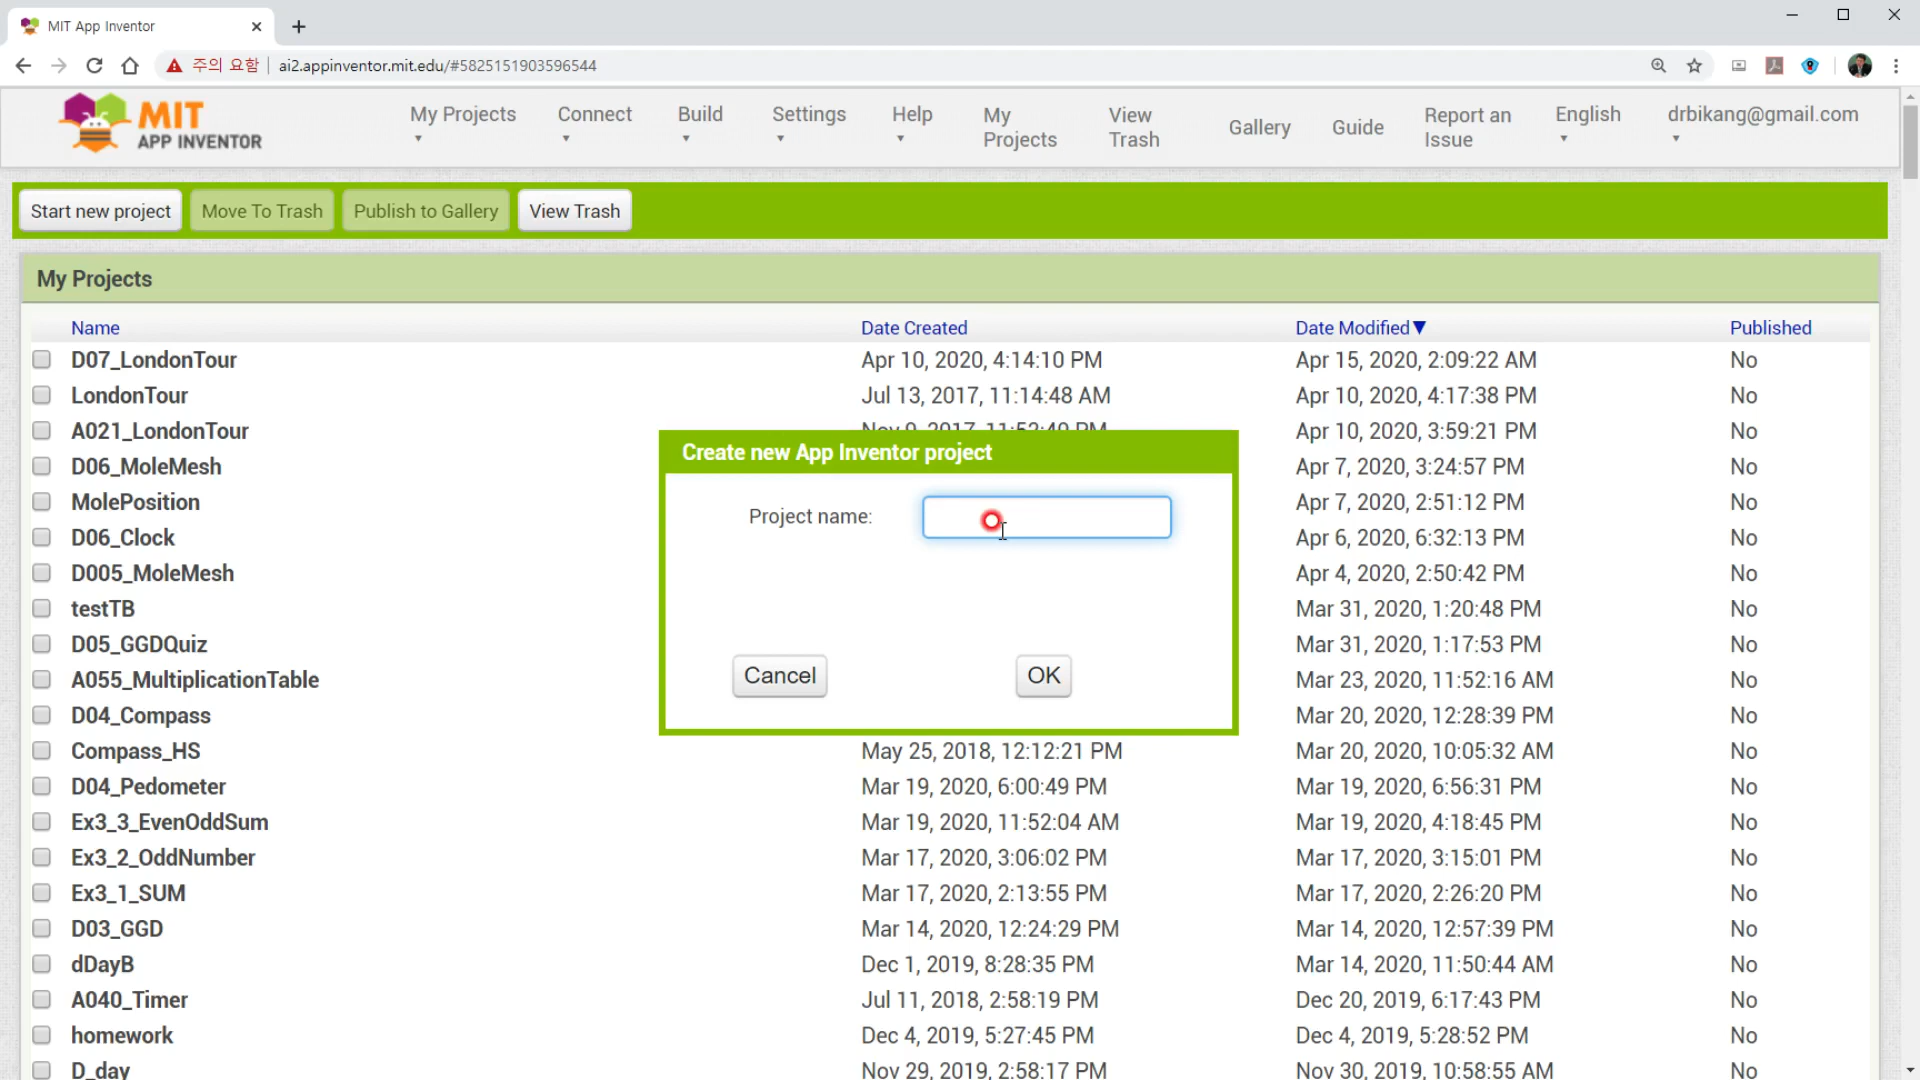 MIT App Inventor
주의 요함 ai2.appinventor.mit.edu/#5825151903596544
MIT
APP INVENTOR
My Projects Connect Build Settings Help My Projects View Trash Gallery Guide Report an Issue English drbikang@gmail.com
Start new project Move To Trash Publish to Gallery View Trash
My Projects
Name Date Created Date Modified▼ Published
D07_LondonTour Apr 10, 2020, 4:14:10 PM Apr 15, 2020, 2:09:22 AM No
LondonTour Jul 13, 2017, 11:14:48 AM Apr 10, 2020, 4:17:38 PM No
A021_LondonTour Nov 9, 2017, 11:52:49 PM Apr 10, 2020, 3:59:21 PM No
Create new App Inventor project
D06_MoleMesh Apr 7, 2020, 3:24:57 PM No
MolePosition Apr 7, 2020, 2:51:12 PM No
Project name:
D06_Clock Apr 6, 2020, 6:32:13 PM No
D005_MoleMesh Apr 4, 2020, 2:50:42 PM No
testTB Mar 31, 2020, 1:20:48 PM No
D05_GGDQuiz Mar 31, 2020, 1:17:53 PM No
Cancel OK
A055_MultiplicationTable Mar 23, 2020, 11:52:16 AM No
D04_Compass Mar 20, 2020, 12:28:39 PM No
Compass_HS May 25, 2018, 12:12:21 PM Mar 20, 2020, 10:05:32 AM No
D04_Pedometer Mar 19, 2020, 6:00:49 PM Mar 19, 2020, 6:56:31 PM No
Ex3_3_EvenOddSum Mar 19, 2020, 11:52:04 AM Mar 19, 2020, 4:18:45 PM No
Ex3_2_OddNumber Mar 17, 2020, 3:06:02 PM Mar 17, 2020, 3:15:01 PM No
Ex3_1_SUM Mar 17, 2020, 2:13:55 PM Mar 17, 2020, 2:26:20 PM No
D03_GGD Mar 14, 2020, 12:24:29 PM Mar 14, 2020, 12:57:39 PM No
dDayB Dec 1, 2019, 8:28:35 PM Mar 14, 2020, 11:50:44 AM No
A040_Timer Jul 11, 2018, 2:58:19 PM Dec 20, 2019, 6:17:43 PM No
homework Dec 4, 2019, 5:27:45 PM Dec 4, 2019, 5:28:52 PM No
D_day Nov 29, 2019, 2:58:17 PM Nov 30, 2019, 10:58:55 AM No